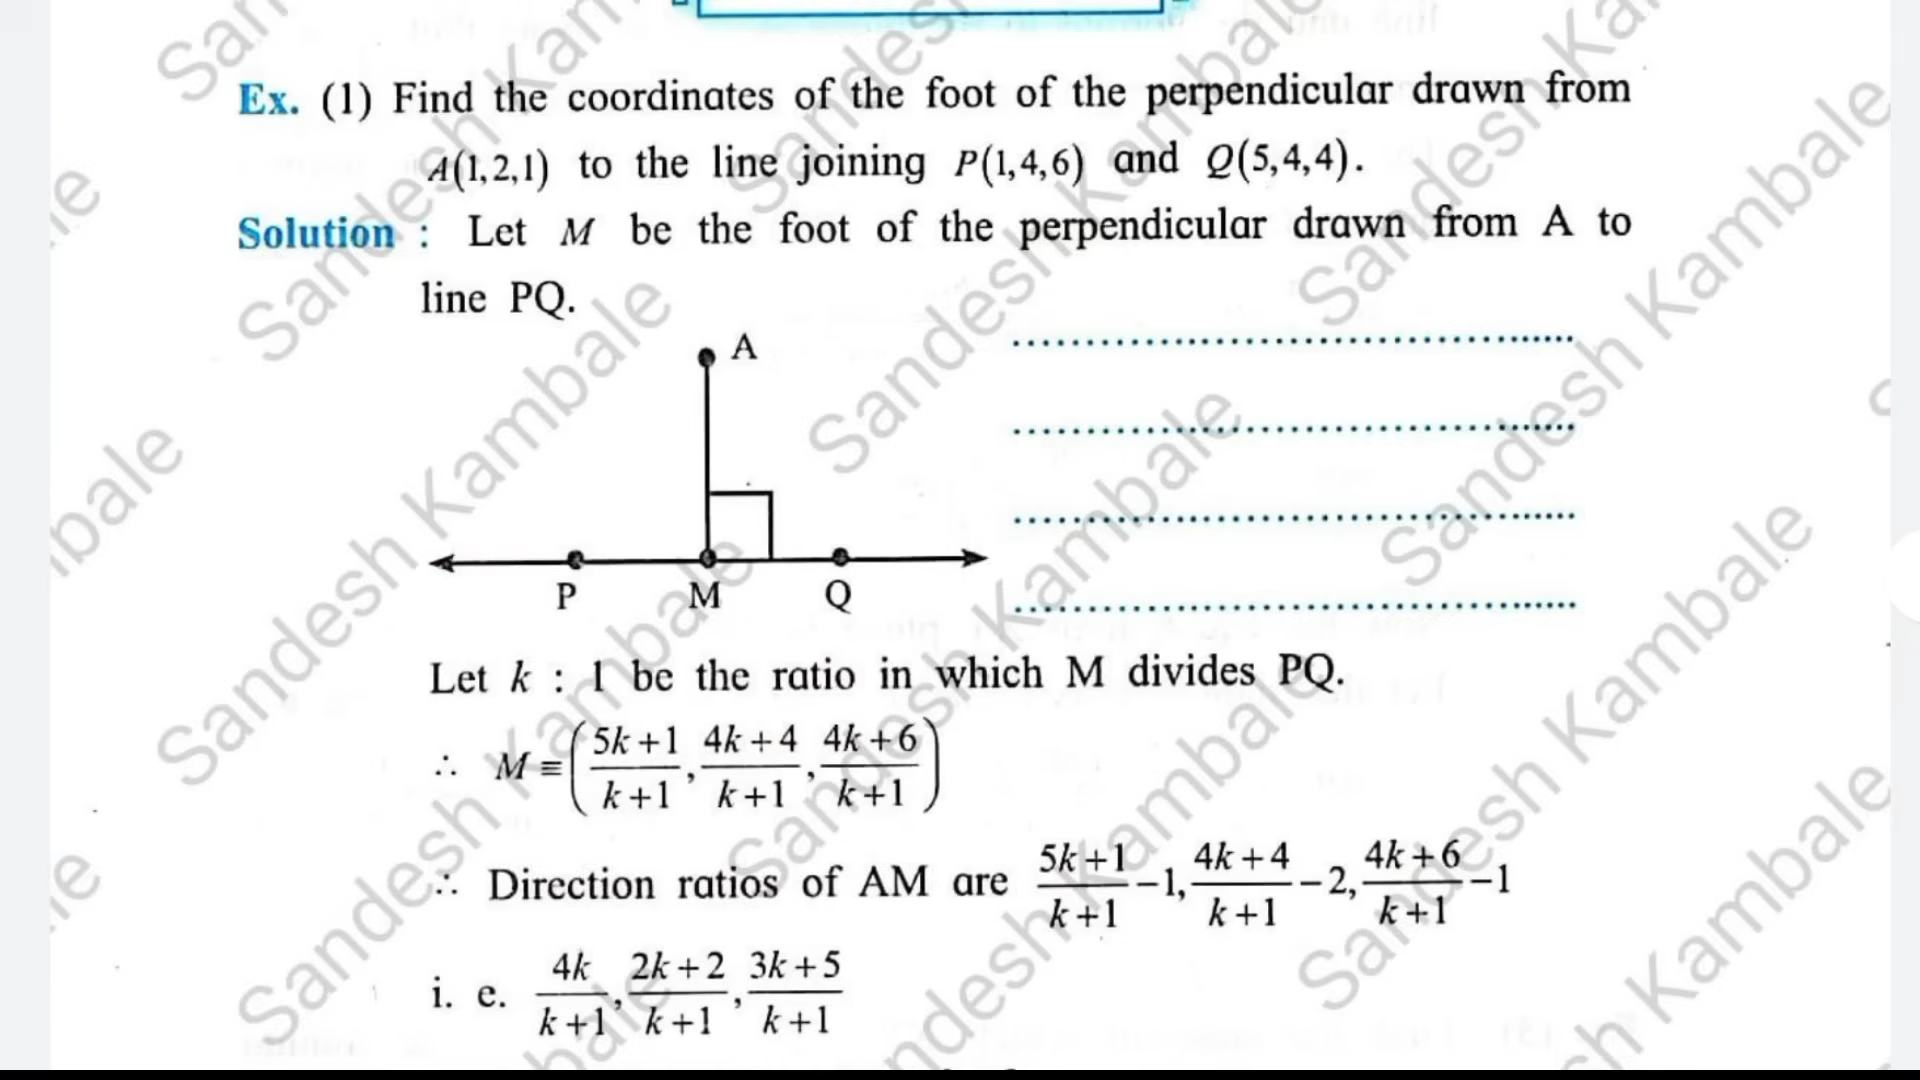 Ex. (1) Find the coordinates of the foot of the perpendicular drawn from
A(1,2,1) to the line joining P(1,4,6) and Q(5,4,4).
Solution : Let M be the foot of the perpendicular drawn from A to
line PQ.
A
P M Q
Let k : 1 be the ratio in which M divides PQ.
∴ M ≡ ( (5k+1)/(k+1), (4k+4)/(k+1), (4k+6)/(k+1) )
∴ Direction ratios of AM are (5k+1)/(k+1) −1, (4k+4)/(k+1) −2, (4k+6)/(k+1) −1
i. e. 4k/(k+1), (2k+2)/(k+1), (3k+5)/(k+1)
Sandesh Kambale